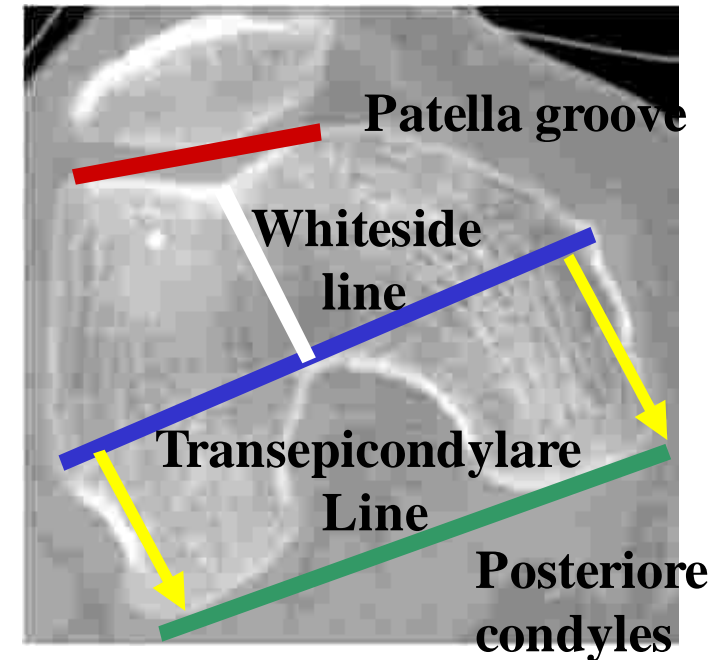 Patella groove
Whiteside
line
Transepicondylare
Line
Posteriore
condyles